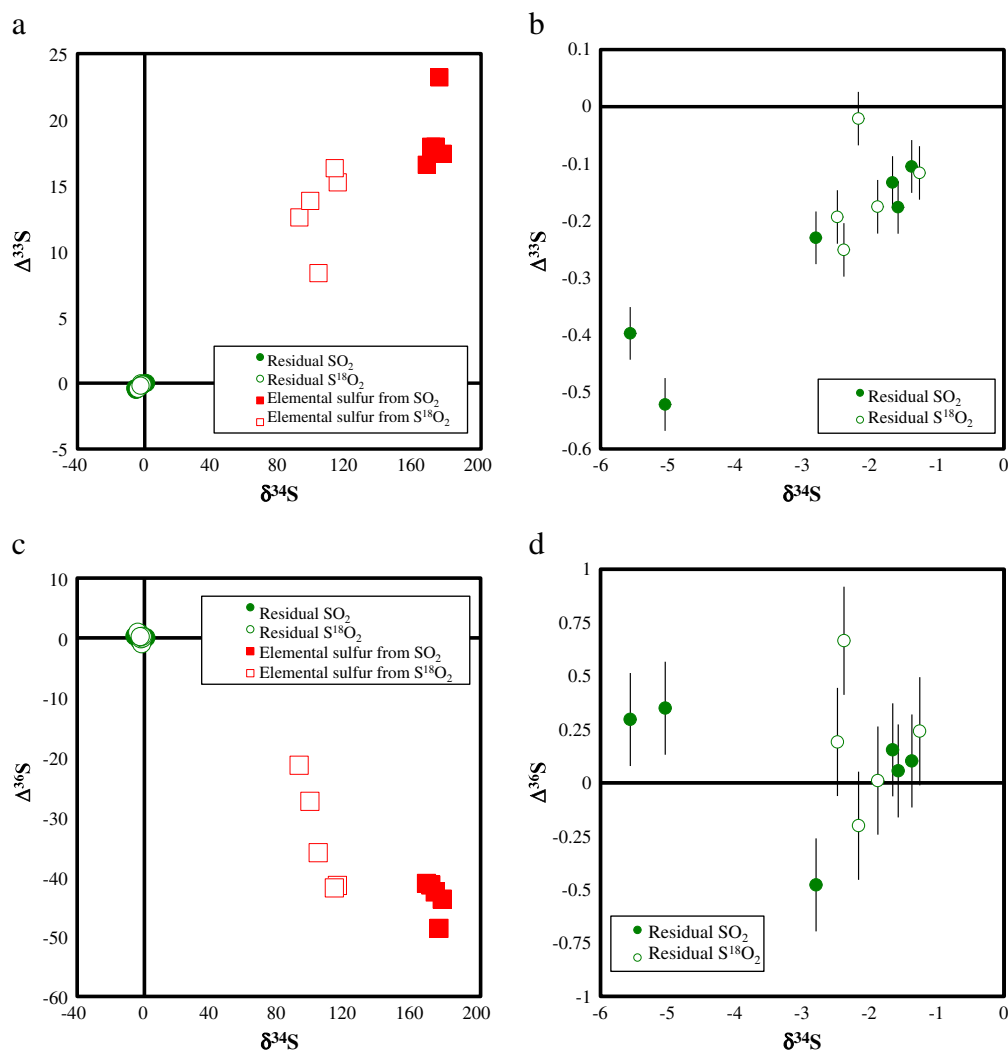 a
25
20
15
10
5
0
-5
-40 0 40 80 120 160 200
Δ³³S
δ³⁴S
Residual SO₂
Residual S¹⁸O₂
Elemental sulfur from SO₂
Elemental sulfur from S¹⁸O₂
b
0.1
0
-0.1
-0.2
-0.3
-0.4
-0.5
-0.6
-6 -5 -4 -3 -2 -1 0
Δ³³S
δ³⁴S
Residual SO₂
Residual S¹⁸O₂
c
10
0
-10
-20
-30
-40
-50
-60
-40 0 40 80 120 160 200
Δ³⁶S
δ³⁴S
Residual SO₂
Residual S¹⁸O₂
Elemental sulfur from SO₂
Elemental sulfur from S¹⁸O₂
d
1
0.75
0.5
0.25
0
-0.25
-0.5
-0.75
-1
-6 -5 -4 -3 -2 -1 0
Δ³⁶S
δ³⁴S
Residual SO₂
Residual S¹⁸O₂